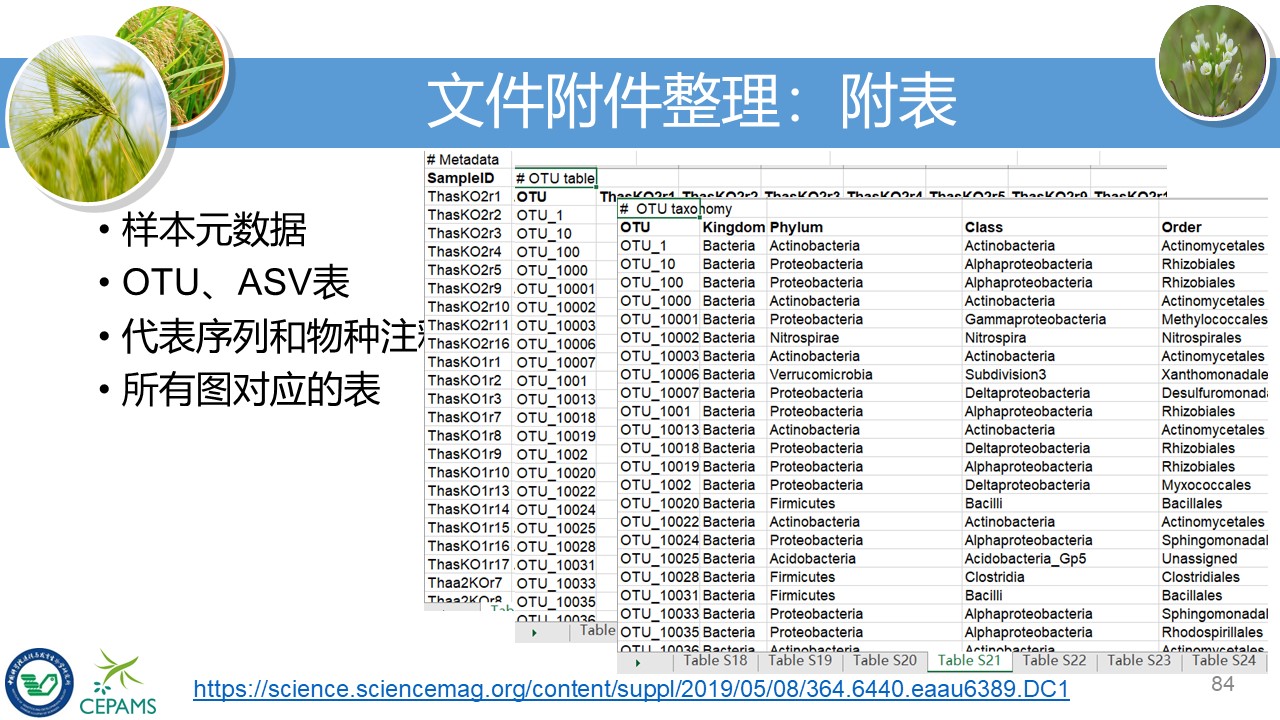 文件附件整理：附表
• 样本元数据
• OTU、ASV表
• 代表序列和物种注
• 所有图对应的表
# Metadata
SampleID
ThasKO2r1
ThasKO2r2
ThasKO2r3
ThasKO2r4
ThasKO2r5
ThasKO2r9
ThasKO2r10
ThasKO2r11
ThasKO2r16
ThasKO1r1
ThasKO1r2
ThasKO1r3
ThasKO1r7
ThasKO1r8
ThasKO1r9
ThasKO1r10
ThasKO1r13
ThasKO1r14
ThasKO1r15
ThasKO1r16
ThasKO1r17
Thaa2KOr7
Thaa2KOr8
Tab
# OTU table
OTU ThasKO2r1 ThasKO2r2 ThasKO2r3 ThasKO2r4 ThasKO2r5 ThasKO2r9 ThasKO2r1
OTU_1
OTU_10
OTU_100
OTU_1000
OTU_10001
OTU_10002
OTU_10003
OTU_10006
OTU_10007
OTU_1001
OTU_10013
OTU_10018
OTU_10019
OTU_1002
OTU_10020
OTU_10022
OTU_10024
OTU_10025
OTU_10028
OTU_10031
OTU_10033
OTU_10035
OTU_10036
Table
# OTU taxonomy
OTU Kingdom Phylum Class Order
OTU_1 Bacteria Actinobacteria Actinobacteria Actinomycetales
OTU_10 Bacteria Proteobacteria Alphaproteobacteria Rhizobiales
OTU_100 Bacteria Proteobacteria Alphaproteobacteria Rhizobiales
OTU_1000 Bacteria Actinobacteria Actinobacteria Actinomycetales
OTU_10001 Bacteria Proteobacteria Gammaproteobacteria Methylococcales
OTU_10002 Bacteria Nitrospirae Nitrospira Nitrospirales
OTU_10003 Bacteria Actinobacteria Actinobacteria Actinomycetales
OTU_10006 Bacteria Verrucomicrobia Subdivision3 Xanthomonadale
OTU_10007 Bacteria Proteobacteria Deltaproteobacteria Desulfuromonada
OTU_1001 Bacteria Proteobacteria Alphaproteobacteria Rhizobiales
OTU_10013 Bacteria Actinobacteria Actinobacteria Actinomycetales
OTU_10018 Bacteria Proteobacteria Deltaproteobacteria Rhizobiales
OTU_10019 Bacteria Proteobacteria Alphaproteobacteria Rhizobiales
OTU_1002 Bacteria Proteobacteria Deltaproteobacteria Myxococcales
OTU_10020 Bacteria Firmicutes Bacilli Bacillales
OTU_10022 Bacteria Actinobacteria Actinobacteria Actinomycetales
OTU_10024 Bacteria Proteobacteria Alphaproteobacteria Sphingomonadal
OTU_10025 Bacteria Acidobacteria Acidobacteria_Gp5 Unassigned
OTU_10028 Bacteria Firmicutes Clostridia Clostridiales
OTU_10031 Bacteria Firmicutes Bacilli Bacillales
OTU_10033 Bacteria Proteobacteria Alphaproteobacteria Sphingomonadal
OTU_10035 Bacteria Proteobacteria Alphaproteobacteria Rhodospirillales
OTU_10036 Bacteria Actinobacteria Actinobacteria Actinomycetales
Table S18 Table S19 Table S20 Table S21 Table S22 Table S23 Table S24
CEPAMS
https://science.sciencemag.org/content/suppl/2019/05/08/364.6440.eaau6389.DC1
84